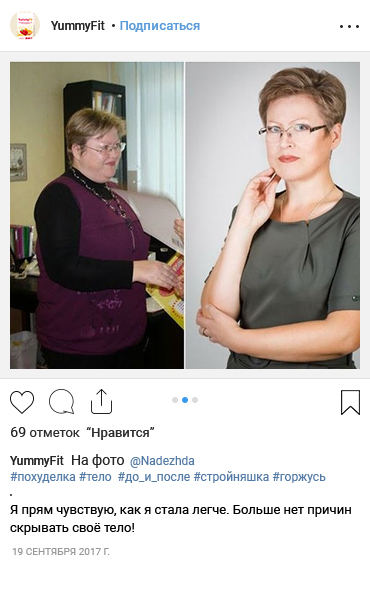 YummyFit
YummyFit • Подписаться
69 отметок “Нравится”
YummyFit На фото @Nadezhda
#похуделка #тело #до_и_после #стройняшка #горжусь
.
Я прям чувствую, как я стала легче. Больше нет причин
скрывать своё тело!
19 СЕНТЯБРЯ 2017 Г.